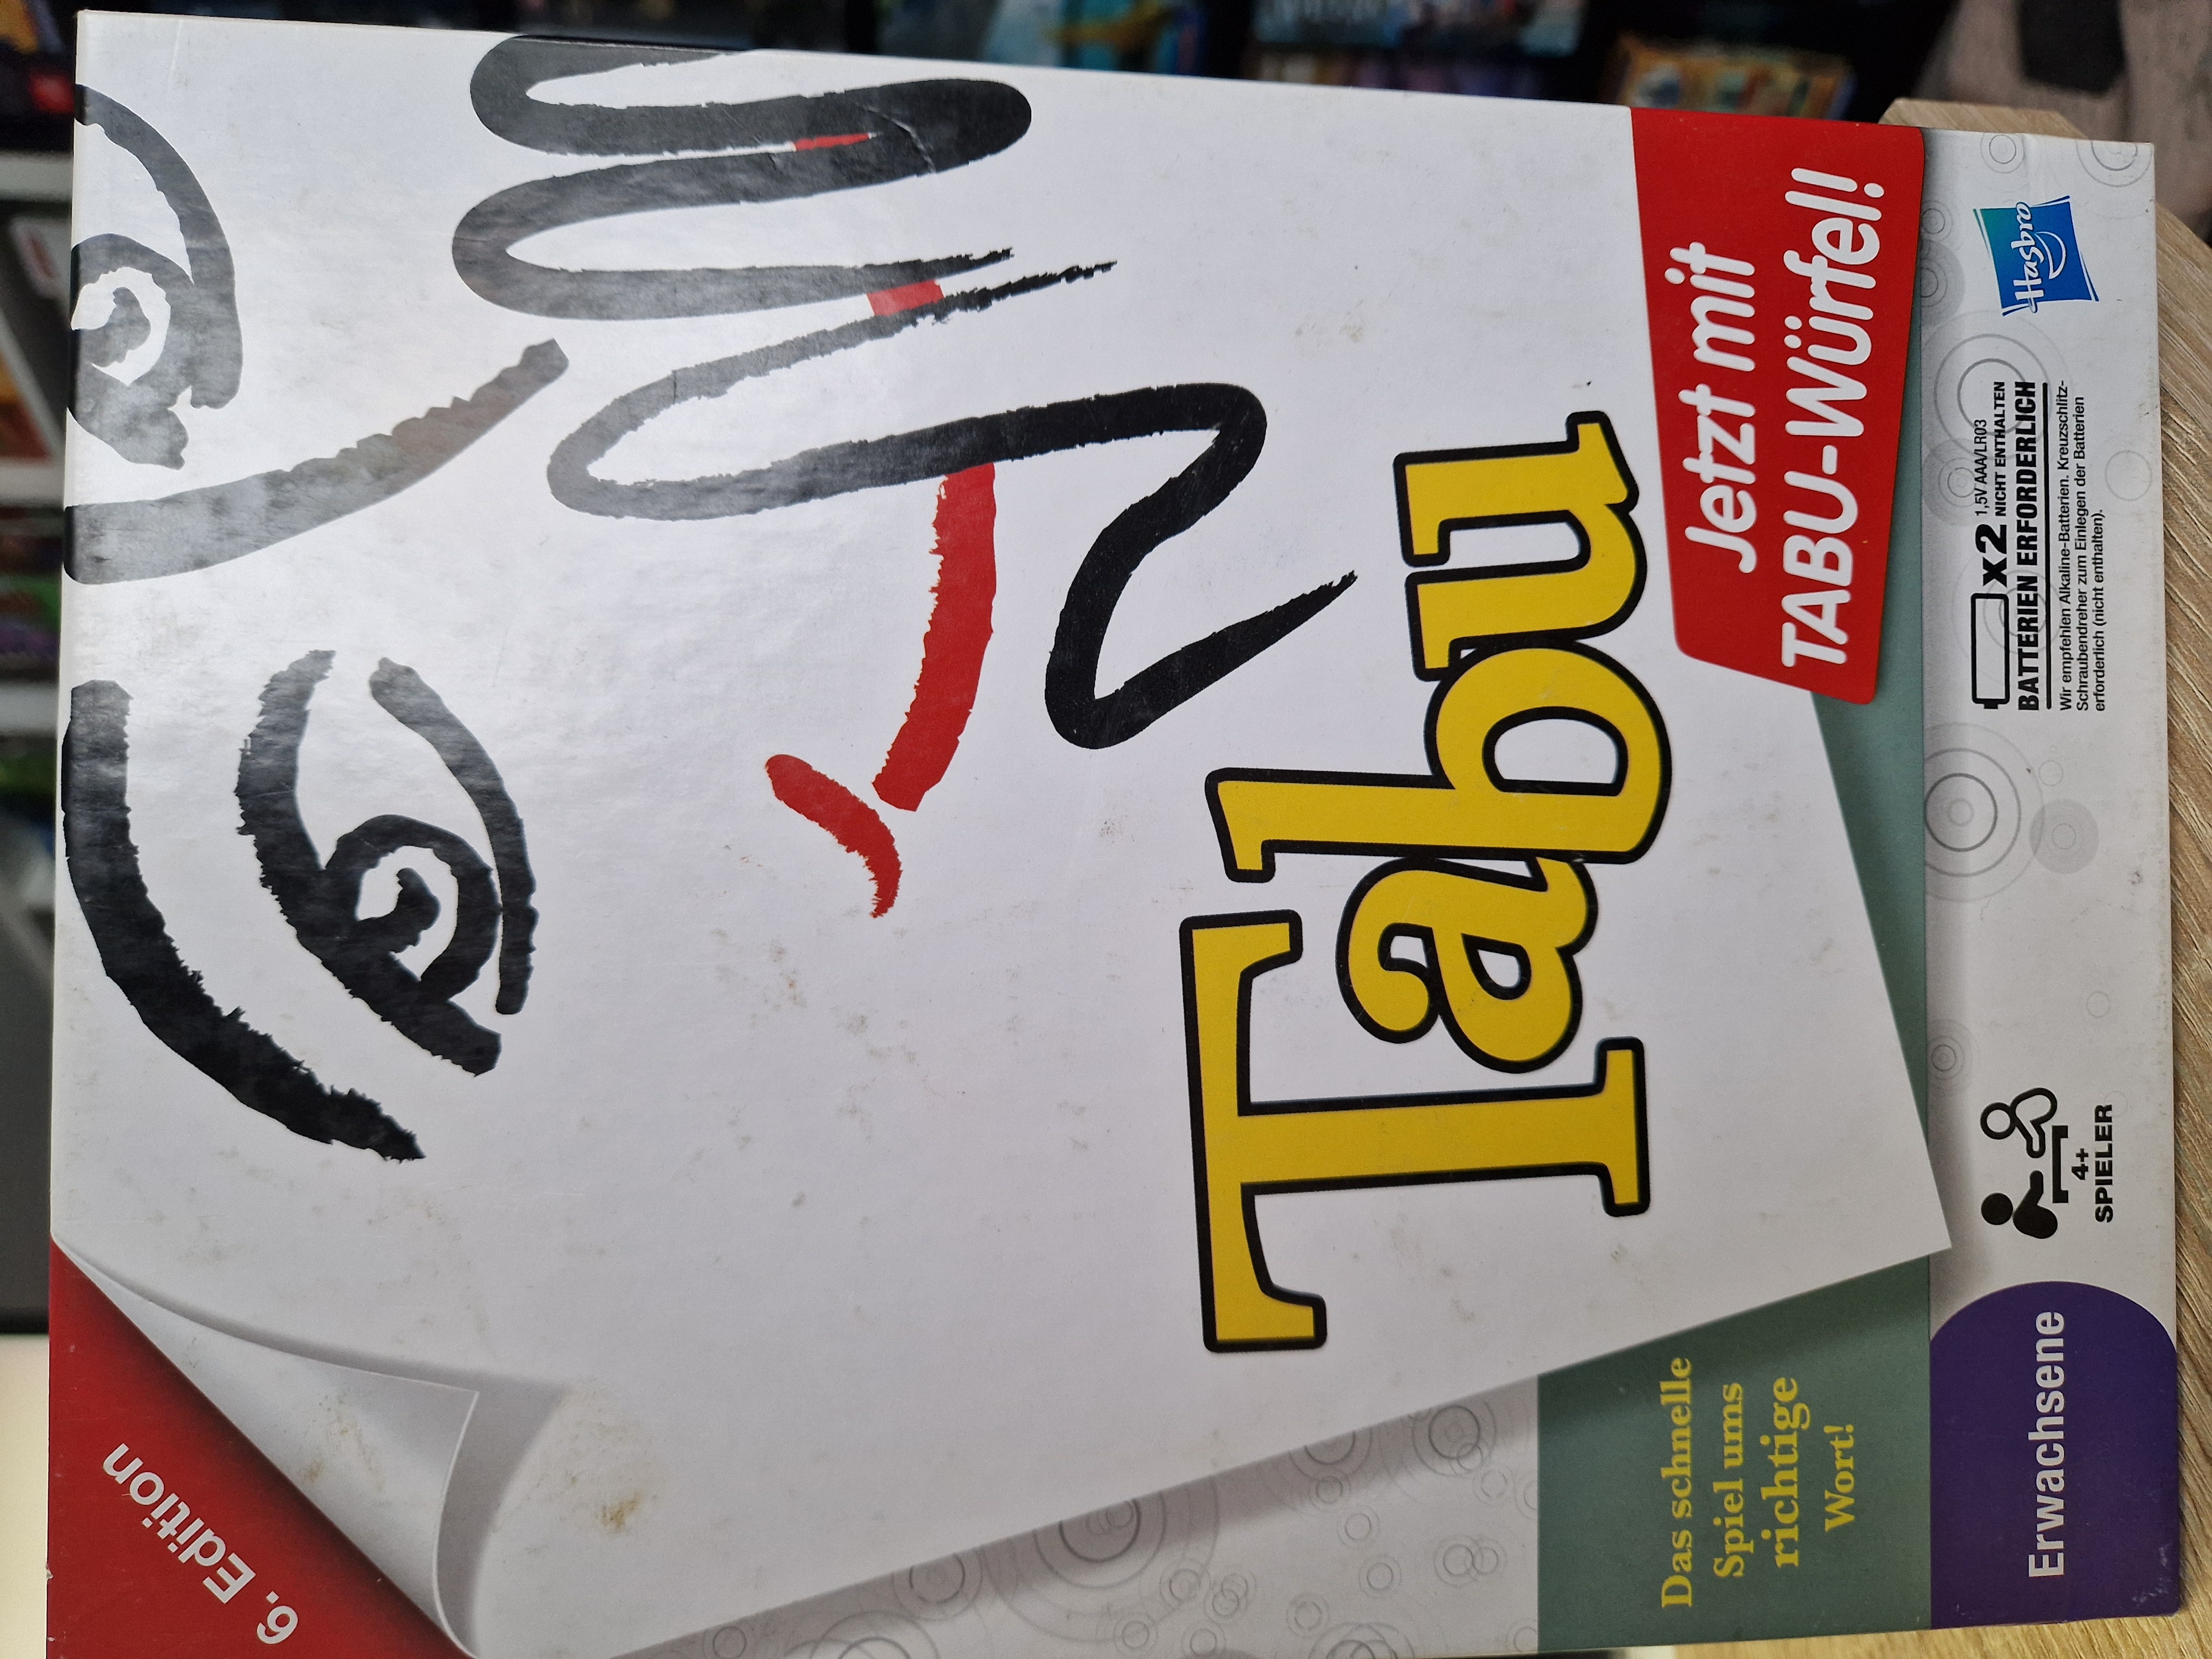 6. Edition
Tabu
Jetzt mit
TABU-Würfel!
Das schnelle
Spiel ums
richtige
Wort!
Erwachsene
4+
SPIELER
x2 1,5V AAA/LR03
NICHT ENTHALTEN
BATTERIEN ERFORDERLICH
Wir empfehlen Alkaline-Batterien. Kreuzschlitz-
Schraubendreher zum Einlegen der Batterien
erforderlich (nicht enthalten).
Hasbro